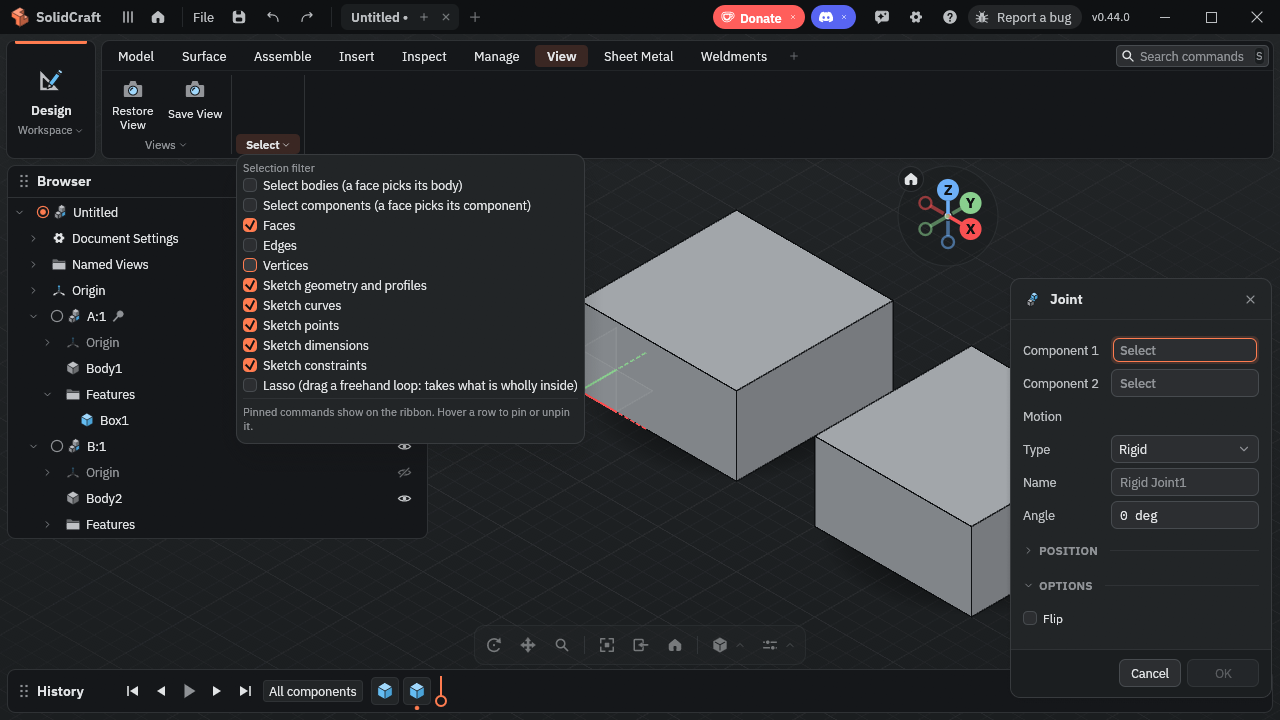 SolidCraft
File
Untitled •
Donate
Report a bug
v0.44.0
Design
Workspace
Model
Surface
Assemble
Insert
Inspect
Manage
View
Sheet Metal
Weldments
Search commands
S
Restore
View
Save View
Views
Select
Browser
Untitled
Document Settings
Named Views
Origin
A:1
Origin
Body1
Features
Box1
B:1
Origin
Body2
Features
Selection filter
Select bodies (a face picks its body)
Select components (a face picks its component)
Faces
Edges
Vertices
Sketch geometry and profiles
Sketch curves
Sketch points
Sketch dimensions
Sketch constraints
Lasso (drag a freehand loop: takes what is wholly inside)
Pinned commands show on the ribbon. Hover a row to pin or unpin
it.
Z
Y
X
Joint
Component 1
Select
Component 2
Select
Motion
Type
Rigid
Name
Rigid Joint1
Angle
0 deg
POSITION
OPTIONS
Flip
Cancel
OK
History
All components